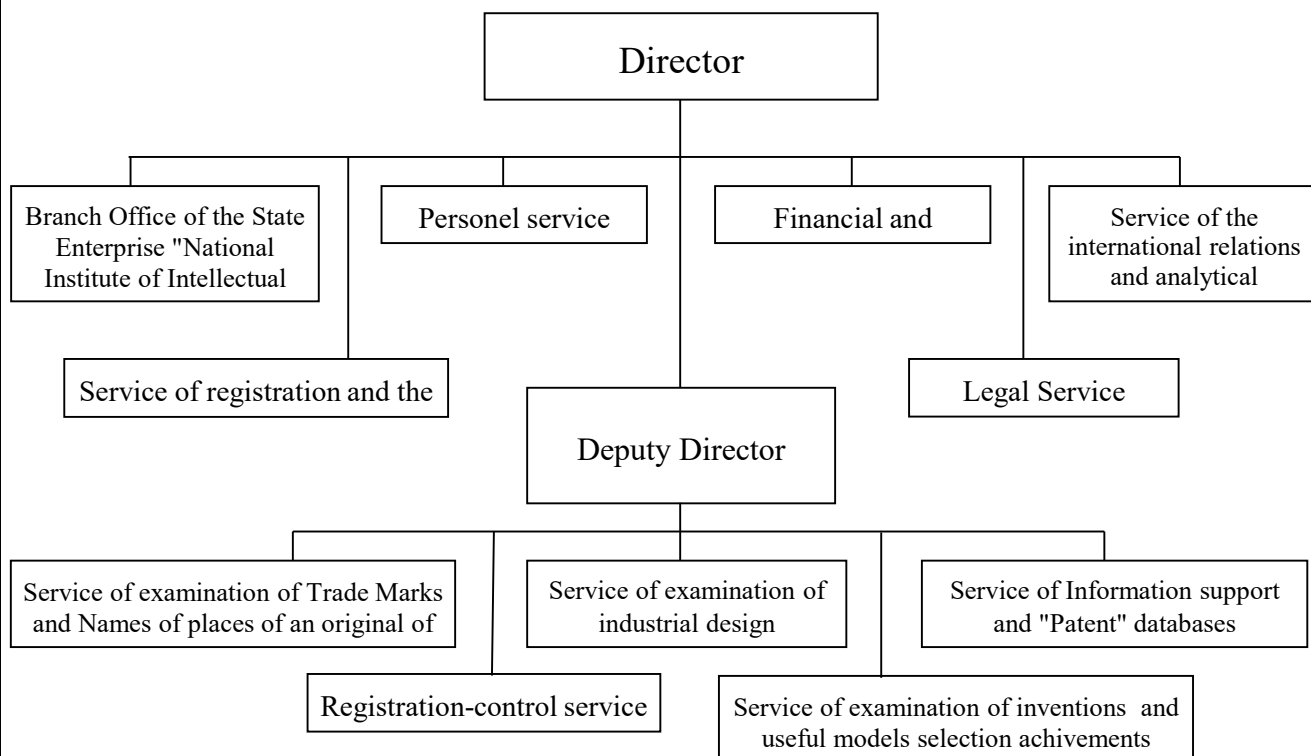 Director
Branch Office of the State
Enterprise "National
Institute of Intellectual
Personel service
Financial and
Service of the
international relations
and analytical
Service of registration and the
Legal Service
Deputy Director
Service of examination of Trade Marks
and Names of places of an original of
Service of examination of
industrial design
Service of Information support
and "Patent" databases
Registration-control service
Service of examination of inventions and
useful models selection achivements